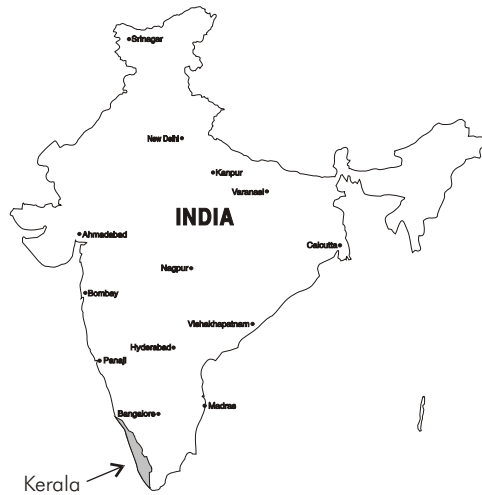 Srinagar
New Delhi
Kanpur
Varanasi
INDIA
Ahmadabad
Calcutta
Nagpur
Bombay
Vishakhapatnam
Hyderabad
Panaji
Madras
Bangalore
Kerala